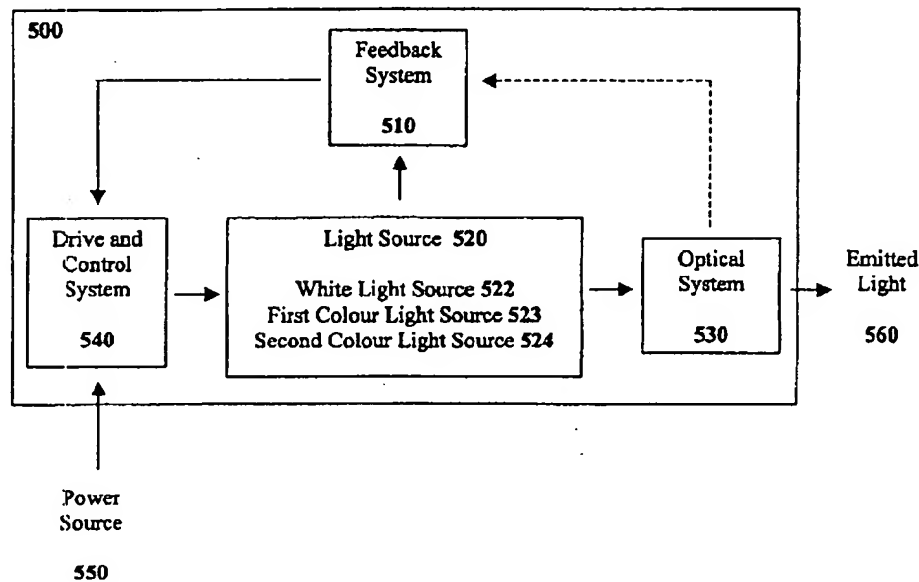 500
Feedback
System
510
Drive and
Control
System
540
Light Source 520
White Light Source 522
First Colour Light Source 523
Second Colour Light Source 524
Optical
System
530
Emitted
Light
560
Power
Source
550